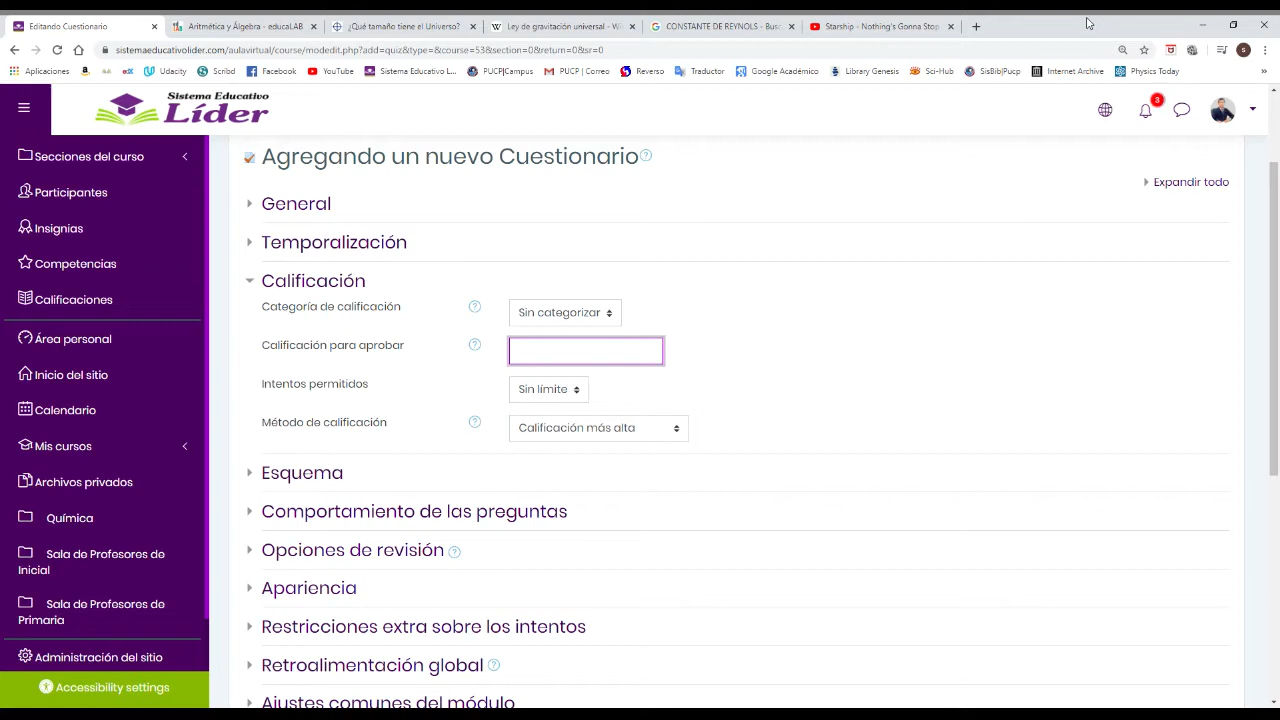 Editando Cuestionario
Aritmética y Álgebra - educaLAB
¿Qué tamaño tiene el Universo?
Ley de gravitación universal - Wi
CONSTANTE DE REYNOLS - Bus
Starship - Nothing's Gonna Stop
sistemaeducativolider.com/aulavirtual/course/modedit.php?add=quiz&type=&course=53&section=0&return=0&sr=0
Aplicaciones
Udacity
Scribd
Facebook
YouTube
Sistema Educativo L...
PUCP|Campus
PUCP | Correo
Reverso
Traductor
Google Académico
Library Genesis
Sci-Hub
SisBib|Pucp
Internet Archive
Physics Today
»
Sistema Educativo
Líder
3
Secciones del curso
Participantes
Insignias
Competencias
Calificaciones
Área personal
Inicio del sitio
Calendario
Mis cursos
Archivos privados
Química
Sala de Profesores de
Inicial
Sala de Profesores de
Primaria
Administración del sitio
Accessibility settings
Agregando un nuevo Cuestionario
Expandir todo
General
Temporalización
Calificación
Categoría de calificación
Sin categorizar
Calificación para aprobar
Intentos permitidos
Sin límite
Método de calificación
Calificación más alta
Esquema
Comportamiento de las preguntas
Opciones de revisión
Apariencia
Restricciones extra sobre los intentos
Retroalimentación global
Ajustes comunes del módulo